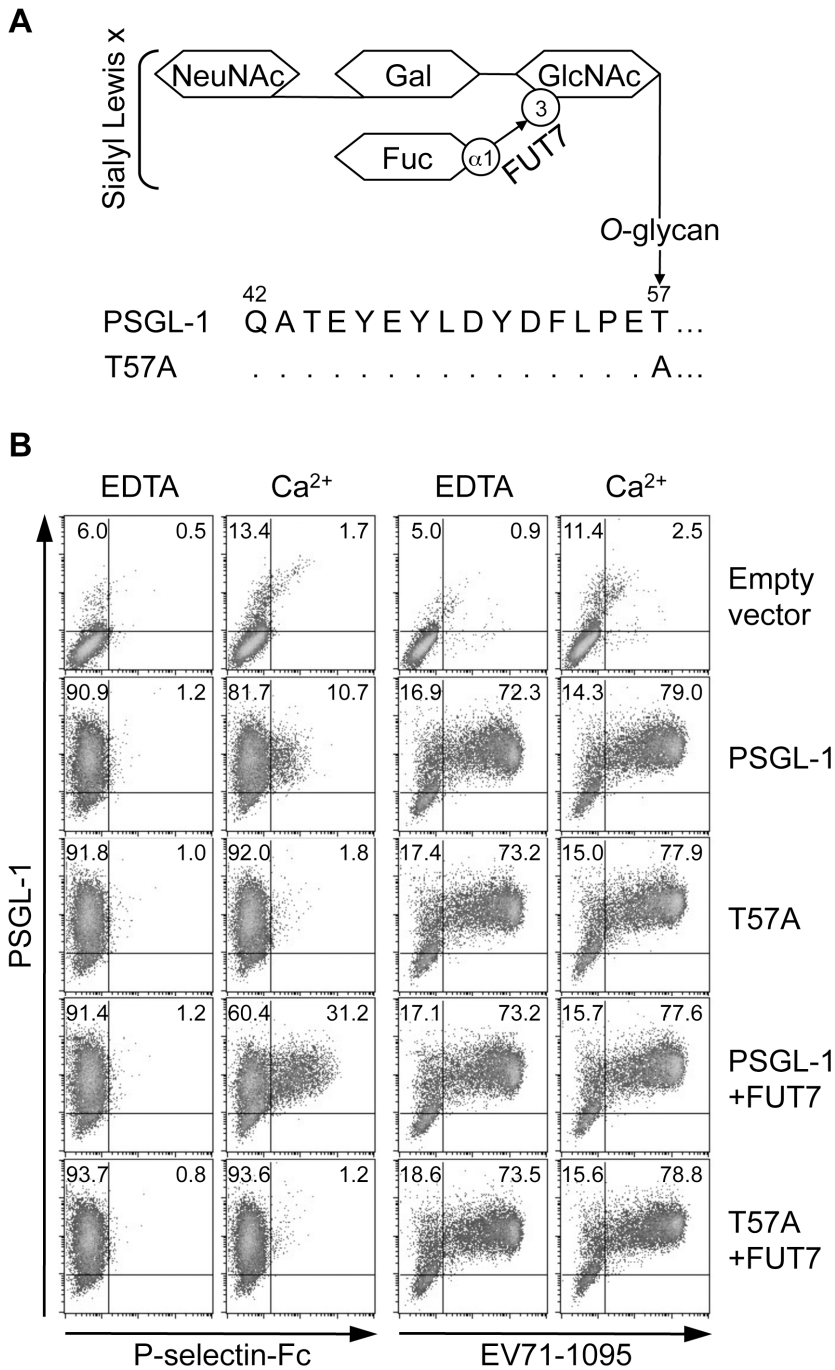 A
Sialyl Lewis x
NeuNAc
Gal
GlcNAc
3
Fuc
α1
FUT7
O-glycan
42
57
PSGL-1 Q A T E Y E Y L D Y D F L P E T ...
T57A . . . . . . . . . . . . . . . A ...
B
EDTA Ca2+ EDTA Ca2+
6.0 0.5 13.4 1.7 5.0 0.9 11.4 2.5
Empty
vector
90.9 1.2 81.7 10.7 16.9 72.3 14.3 79.0
PSGL-1
91.8 1.0 92.0 1.8 17.4 73.2 15.0 77.9
T57A
91.4 1.2 60.4 31.2 17.1 73.2 15.7 77.6
PSGL-1
+FUT7
93.7 0.8 93.6 1.2 18.6 73.5 15.6 78.8
T57A
+FUT7
PSGL-1
P-selectin-Fc
EV71-1095